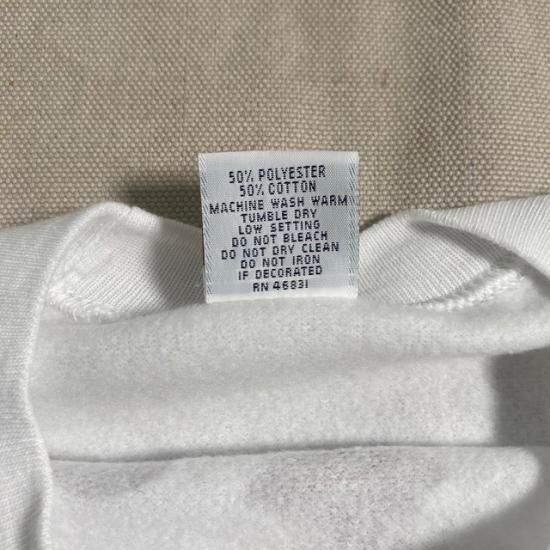 50% POLYESTER
50% COTTON
MACHINE WASH WARM
TUMBLE DRY
LOW SETTING
DO NOT BLEACH
DO NOT DRY CLEAN
DO NOT IRON
IF DECORATED
RN 46831